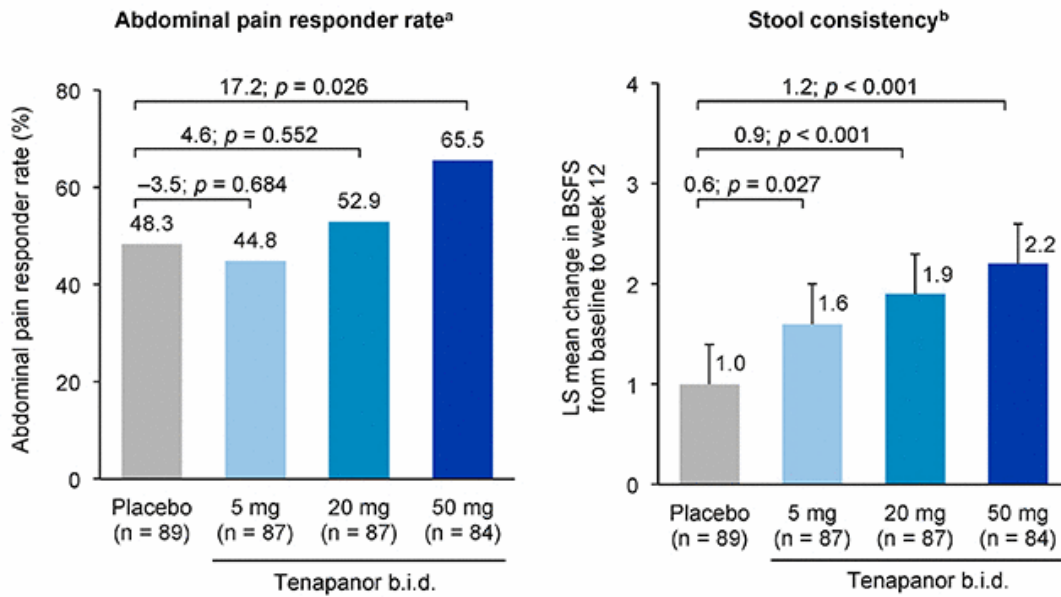 Abdominal pain responder rateᵃ
Abdominal pain responder rate (%)
80
60
40
20
0
17.2; p = 0.026
4.6; p = 0.552
–3.5; p = 0.684
48.3
44.8
52.9
65.5
Placebo
(n = 89)
5 mg
(n = 87)
20 mg
(n = 87)
50 mg
(n = 84)
Tenapanor b.i.d.
Stool consistencyᵇ
LS mean change in BSFS
from baseline to week 12
4
3
2
1
0
1.2; p < 0.001
0.9; p < 0.001
0.6; p = 0.027
1.0
1.6
1.9
2.2
Placebo
(n = 89)
5 mg
(n = 87)
20 mg
(n = 87)
50 mg
(n = 84)
Tenapanor b.i.d.